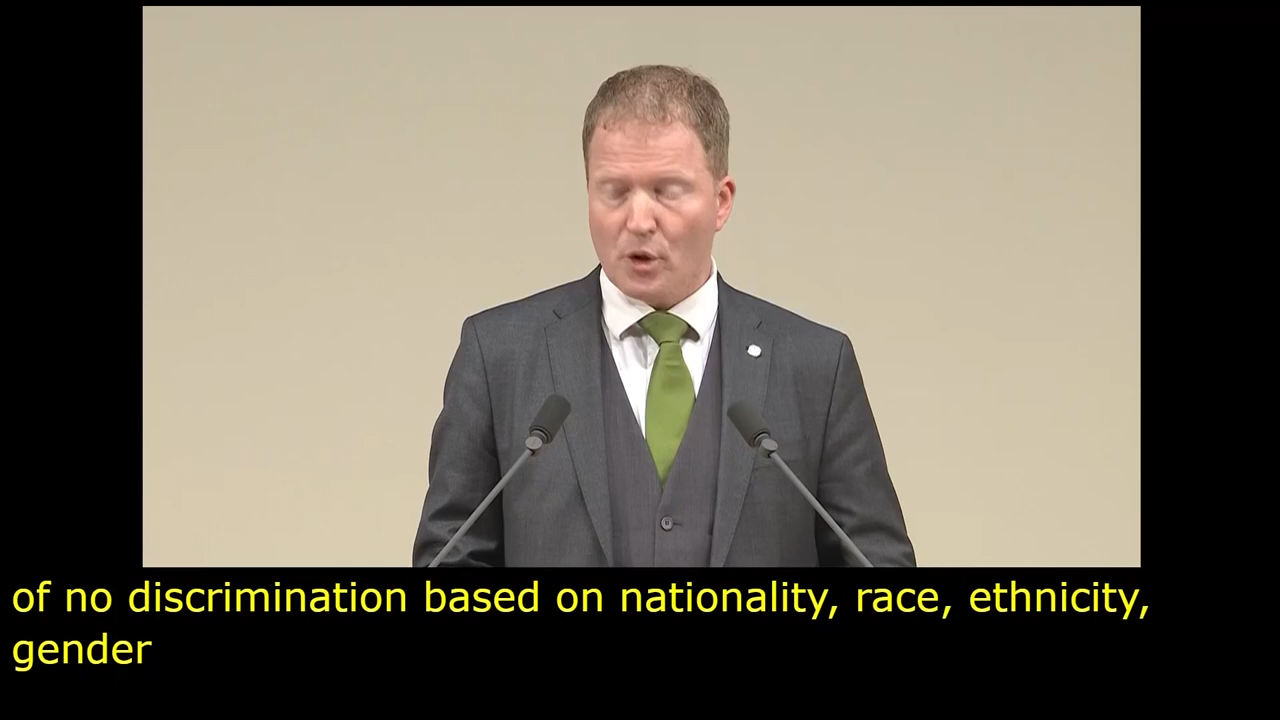 of no discrimination based on nationality, race, ethnicity,
gender